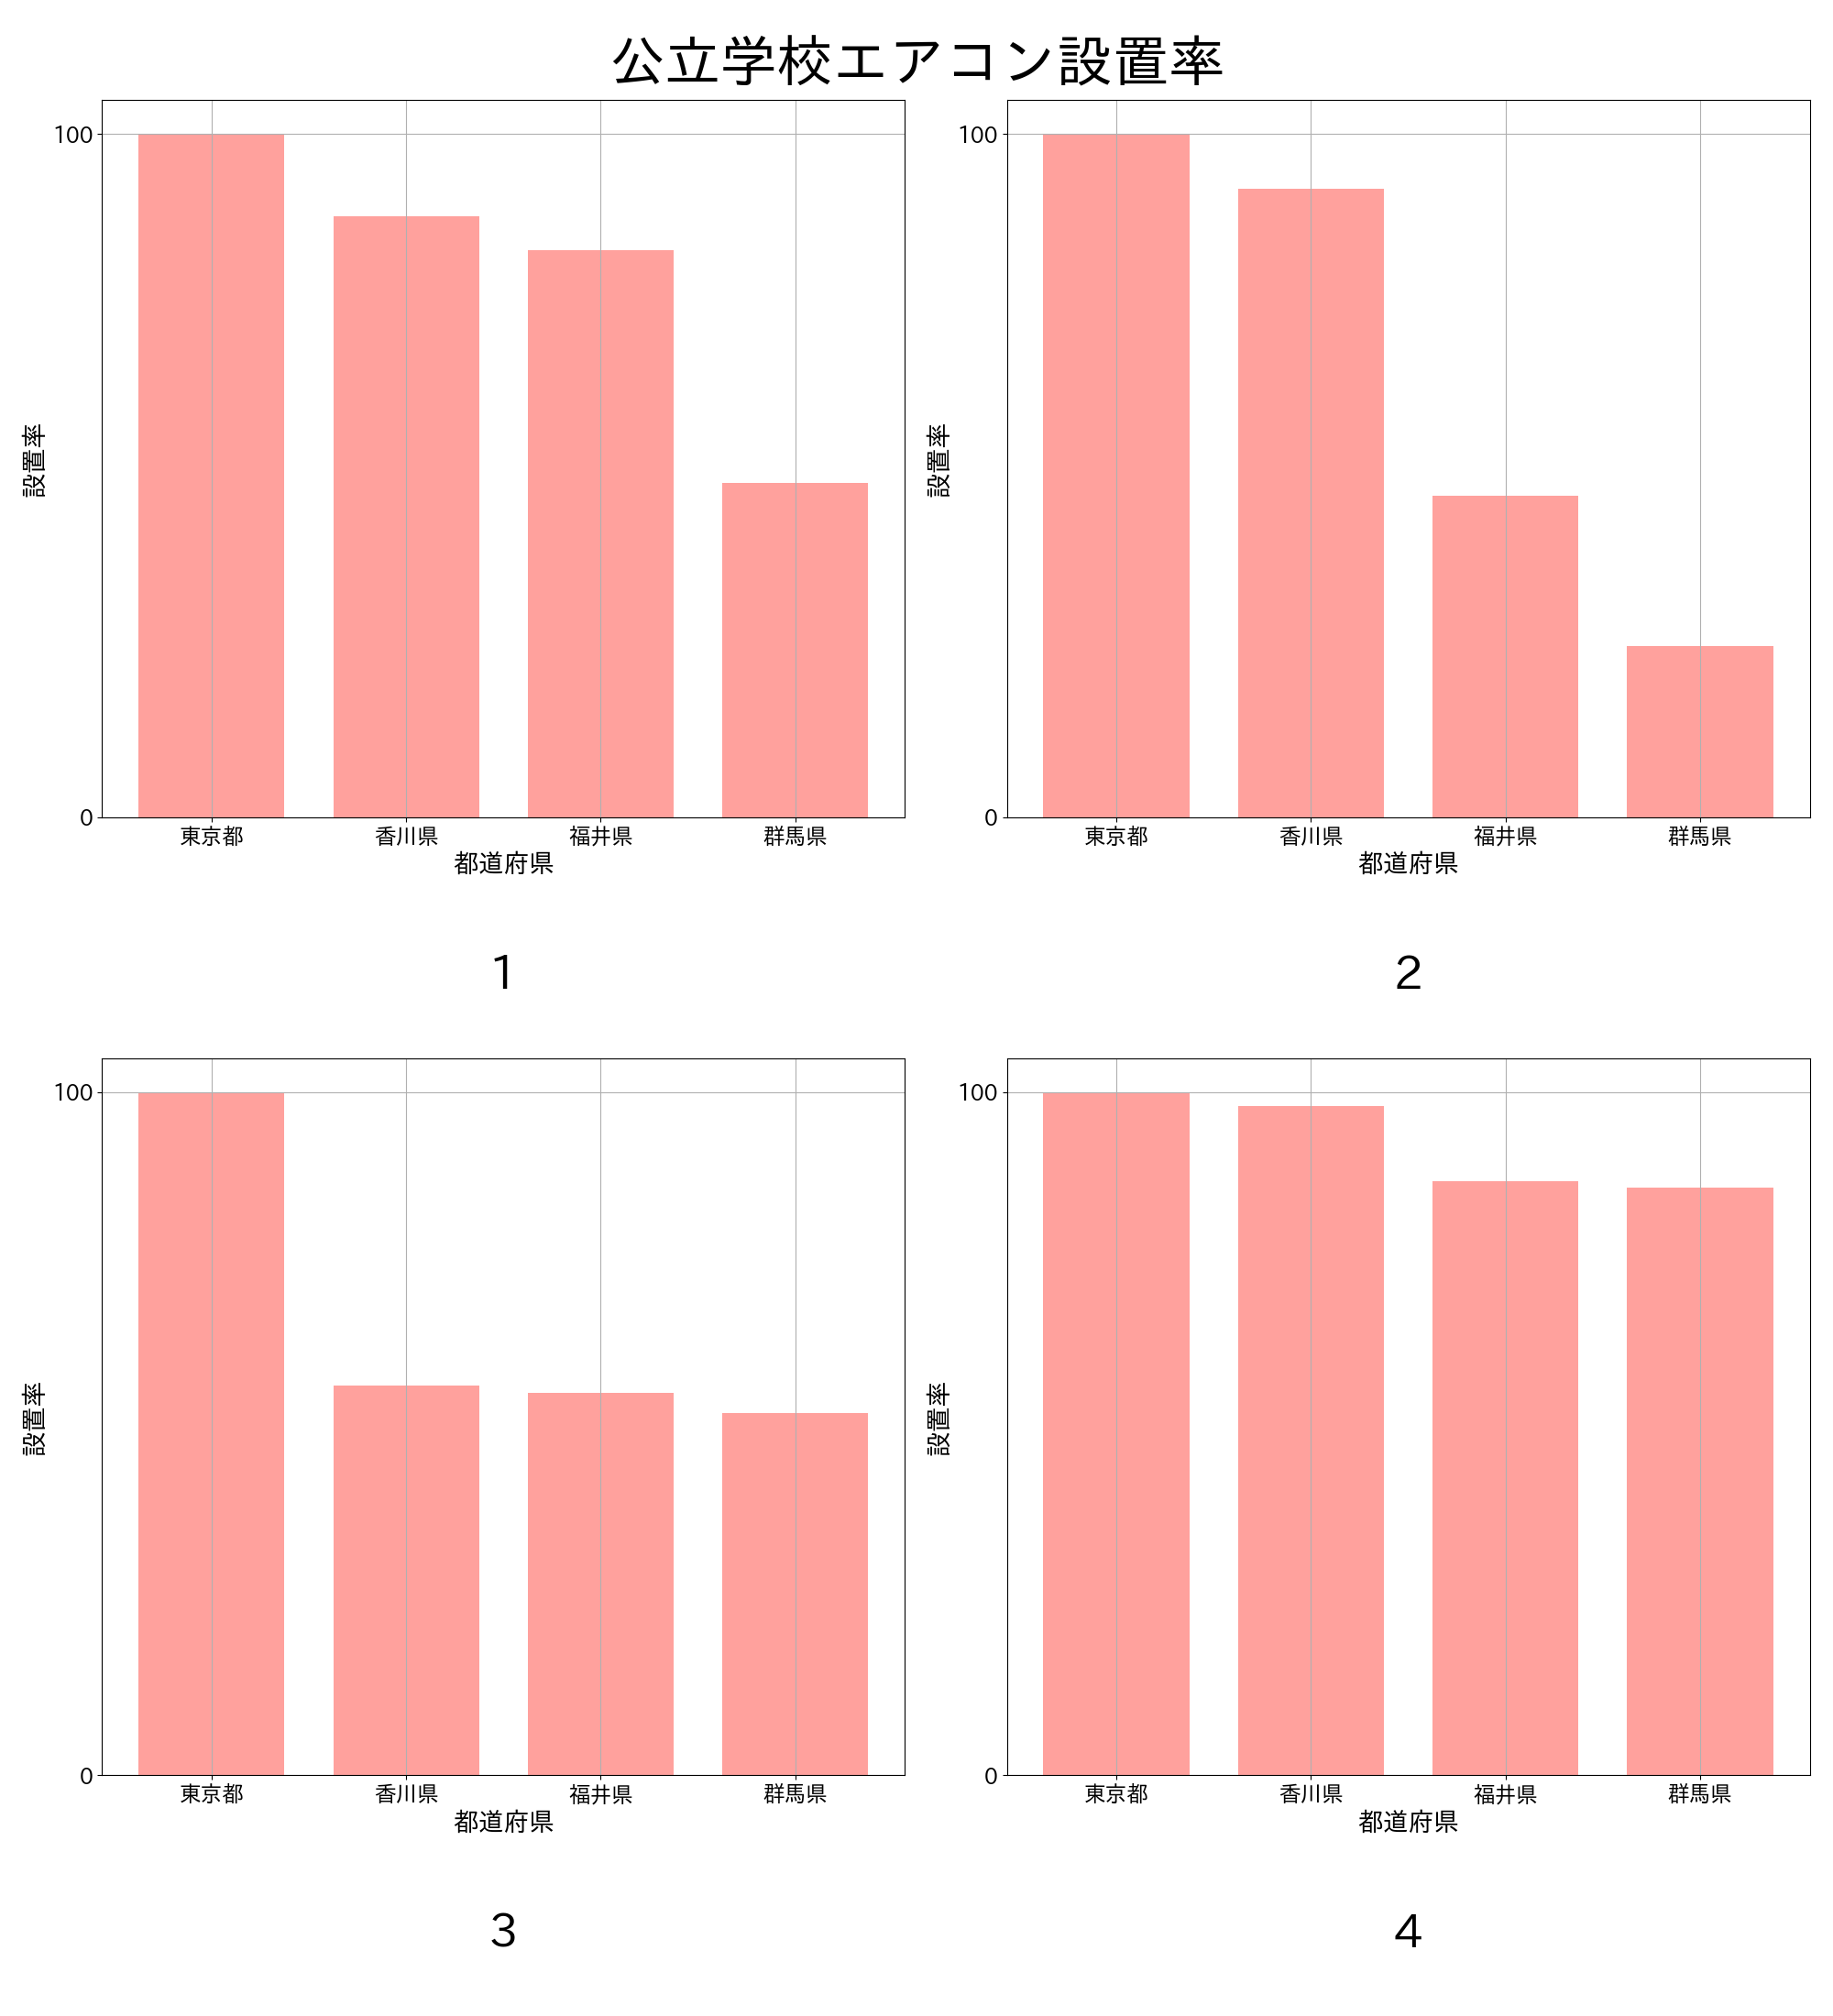 公立学校エアコン設置率
100
設置率
0
東京都 香川県 福井県 群馬県
都道府県
1
100
設置率
0
東京都 香川県 福井県 群馬県
都道府県
2
100
設置率
0
東京都 香川県 福井県 群馬県
都道府県
3
100
設置率
0
東京都 香川県 福井県 群馬県
都道府県
4